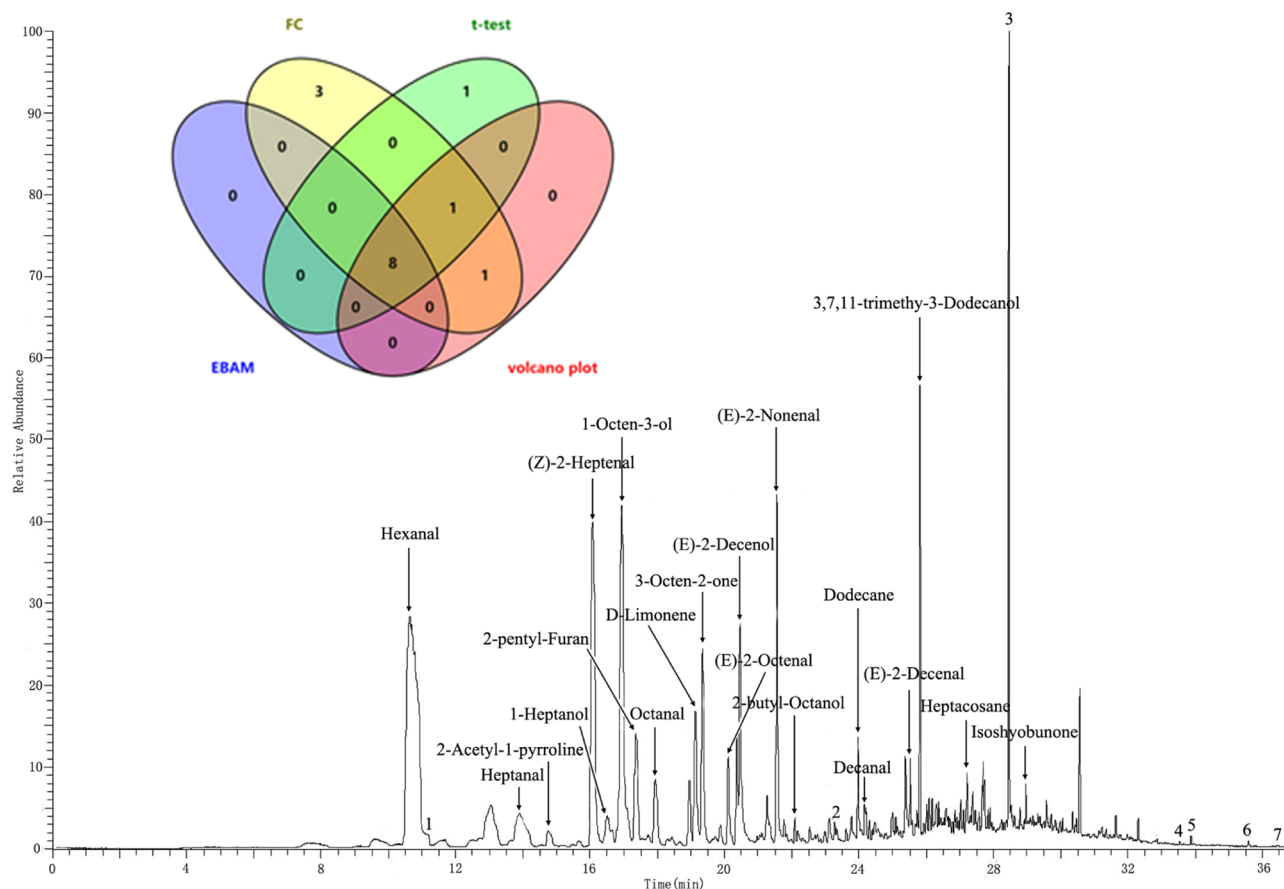 FC
t-test
3
1
0
0
0
0
0
0
1
8
0
1
0
0
0
EBAM
volcano plot
3
3,7,11-trimethy-3-Dodecanol
(E)-2-Nonenal
1-Octen-3-ol
(Z)-2-Heptenal
Hexanal
(E)-2-Decenol
3-Octen-2-one
Dodecane
D-Limonene
2-pentyl-Furan
(E)-2-Octenal
(E)-2-Decenal
2-butyl-Octanol
Heptacosane
1-Heptanol
Octanal
Isoshyobunone
2-Acetyl-1-pyrroline
Heptanal
Decanal
1
2
4
5
6
7
100
90
80
70
60
50
40
30
20
10
0
Relative Abundance
0
4
8
12
16
20
24
28
32
36
Time(min)